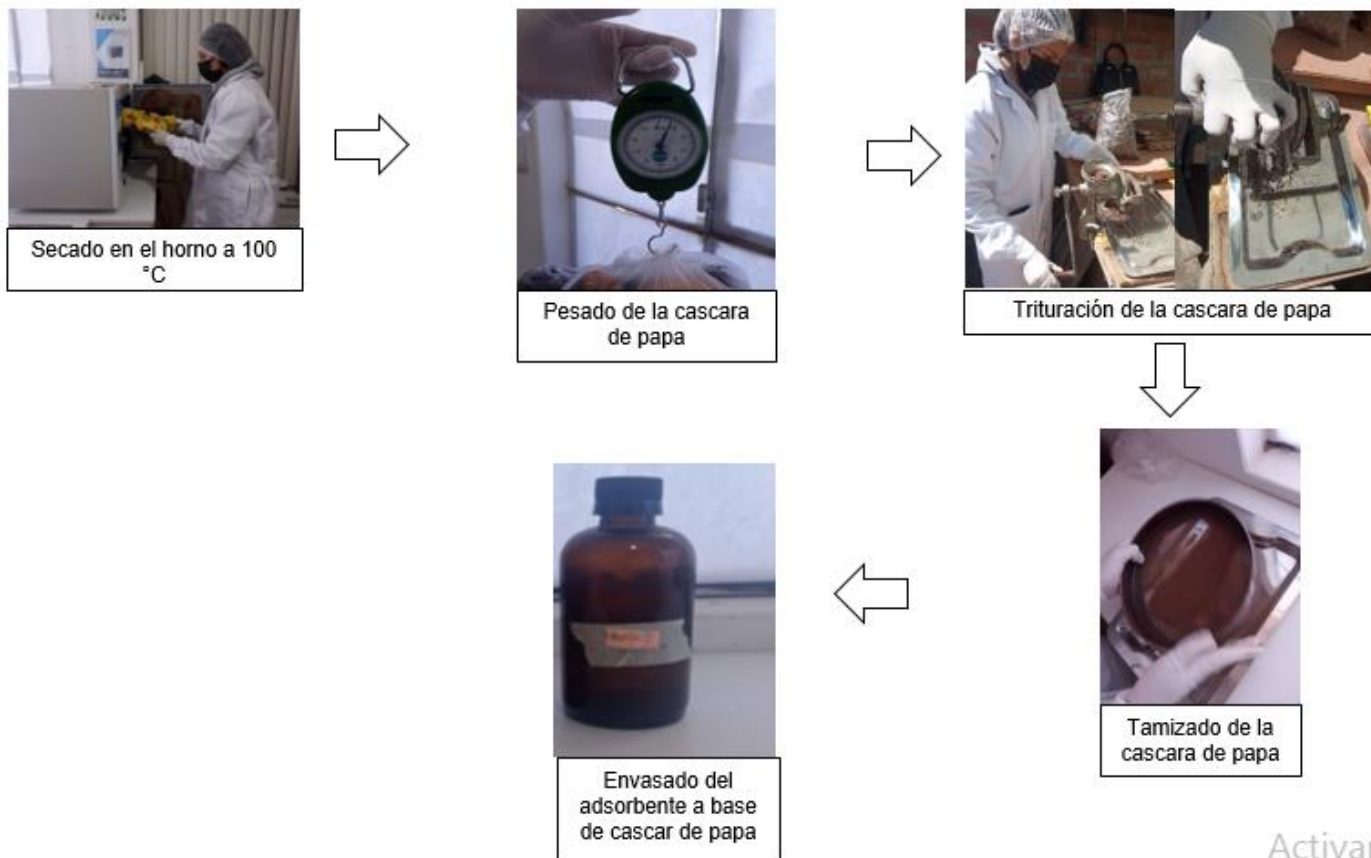 Secado en el horno a 100
°C
Pesado de la cascara
de papa
Trituración de la cascara de papa
Tamizado de la
cascara de papa
Envasado del
adsorbente a base
de cascar de papa
Activar